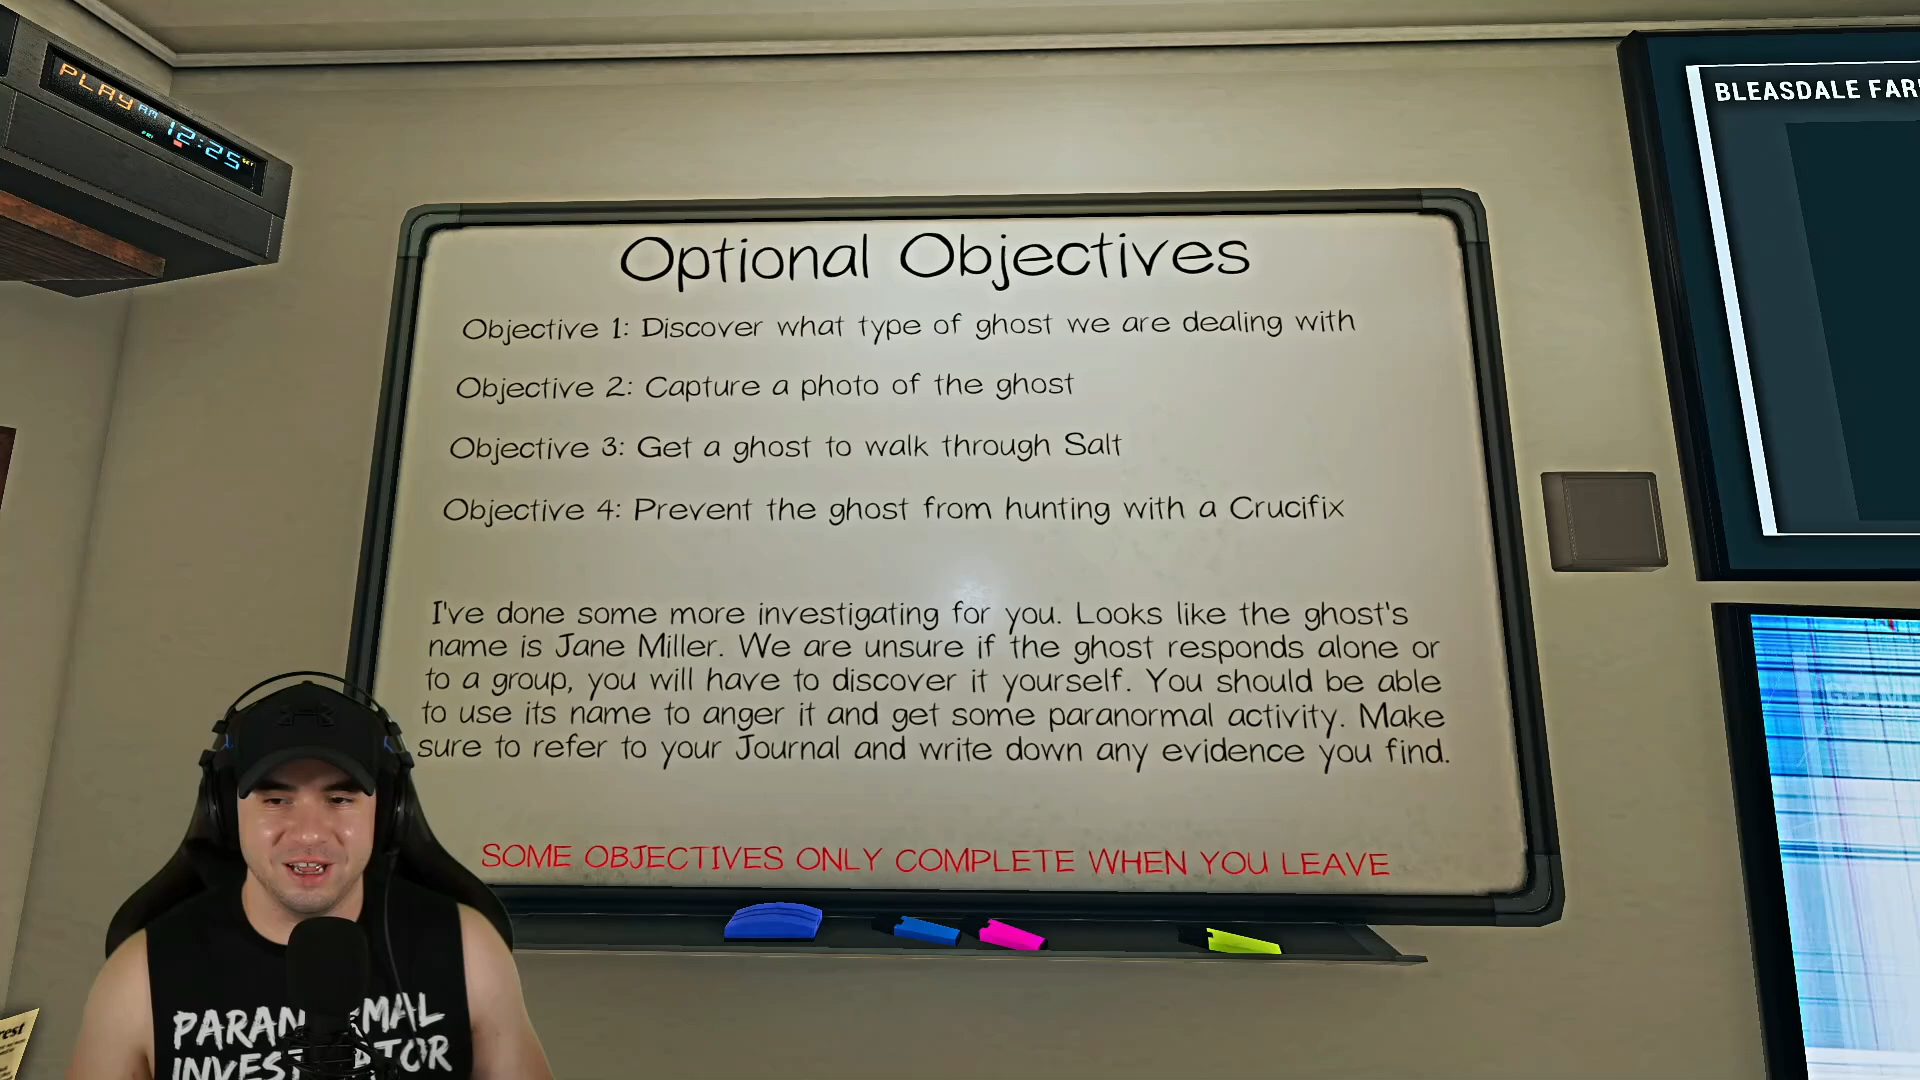 PLAY AM 12:25
BLEASDALE FAR
Optional Objectives
Objective 1: Discover what type of ghost we are dealing with
Objective 2: Capture a photo of the ghost
Objective 3: Get a ghost to walk through Salt
Objective 4: Prevent the ghost from hunting with a Crucifix
I've done some more investigating for you. Looks like the ghost's
name is Jane Miller. We are unsure if the ghost responds alone or
to a group, you will have to discover it yourself. You should be able
to use its name to anger it and get some paranormal activity. Make
sure to refer to your Journal and write down any evidence you find.
SOME OBJECTIVES ONLY COMPLETE WHEN YOU LEAVE